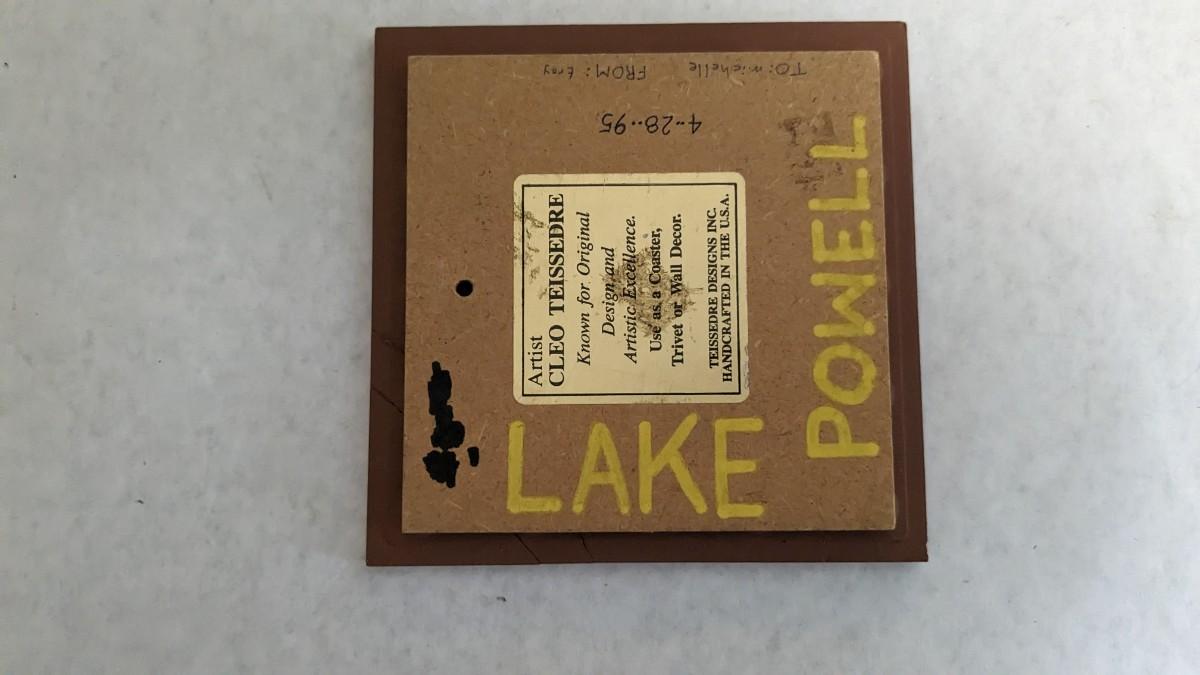 TO: michelle FROM: troy
4-28-95
Artist
CLEO TEISSEDRE
Known for Original
Design and
Artistic Excellence.
Use as a Coaster,
Trivet or Wall Decor.
TEISSEDRE DESIGNS INC.
HANDCRAFTED IN THE U.S.A.
LAKE
POWELL